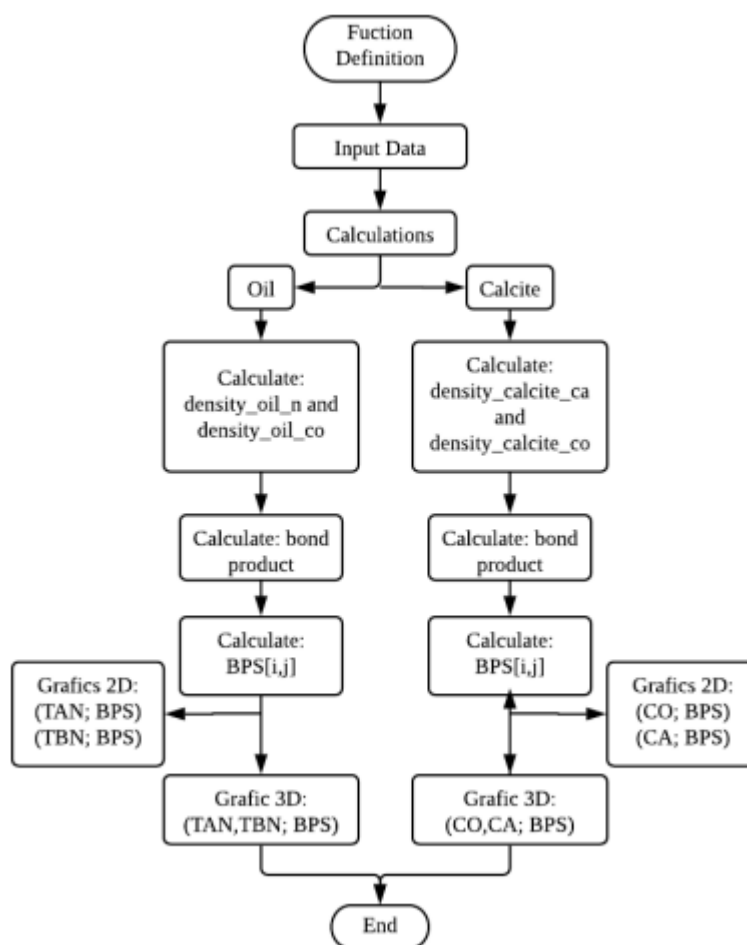 Fuction
Definition
Input Data
Calculations
Oil
Calcite
Calculate:
density_oil_n and
density_oil_co
Calculate:
density_calcite_ca
and
density_calcite_co
Calculate: bond
product
Calculate: bond
product
Calculate:
BPS[i,j]
Calculate:
BPS[i,j]
Grafics 2D:
(TAN; BPS)
(TBN; BPS)
Grafics 2D:
(CO; BPS)
(CA; BPS)
Grafic 3D:
(TAN,TBN; BPS)
Grafic 3D:
(CO,CA; BPS)
End